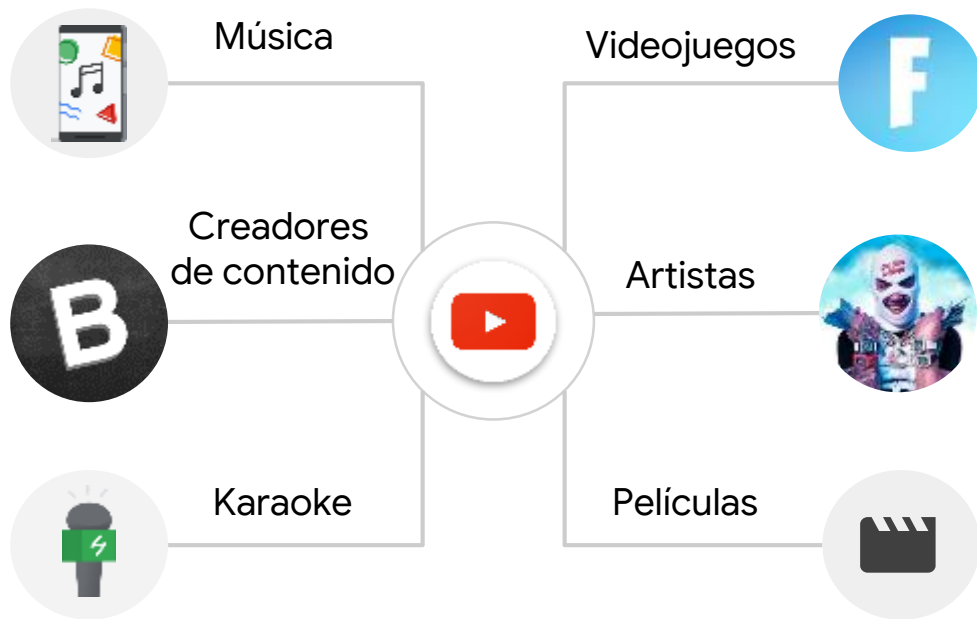 Música
Videojuegos
F
Creadores
de contenido
Artistas
B
Karaoke
Películas